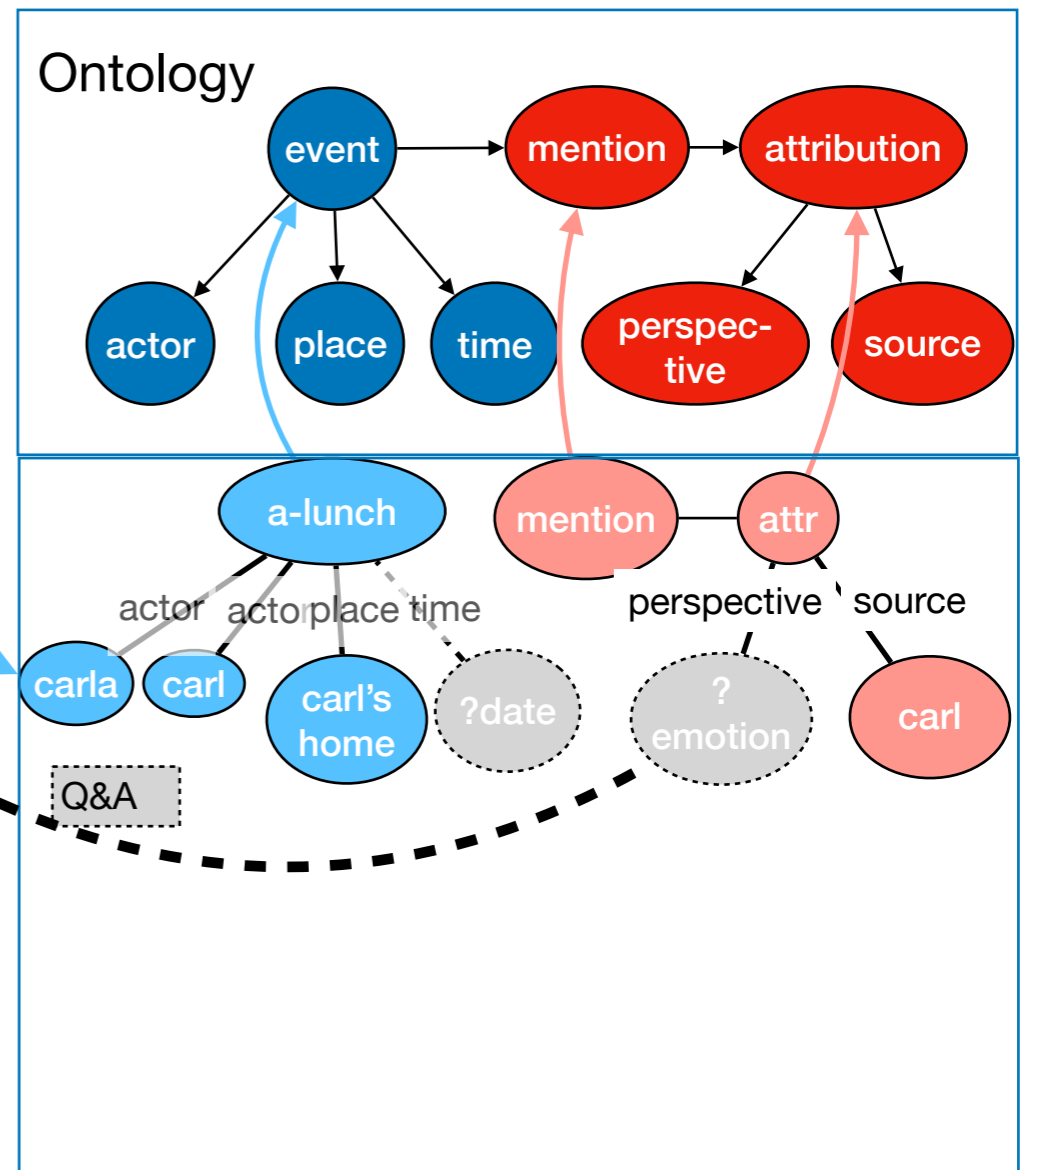 Ontology
event
mention
attribution
actor
place
time
perspec-
tive
source
a-lunch
mention
attr
actor
actor
place
time
perspective
source
carla
carl
carl's
home
?date
?
emotion
carl
Q&A